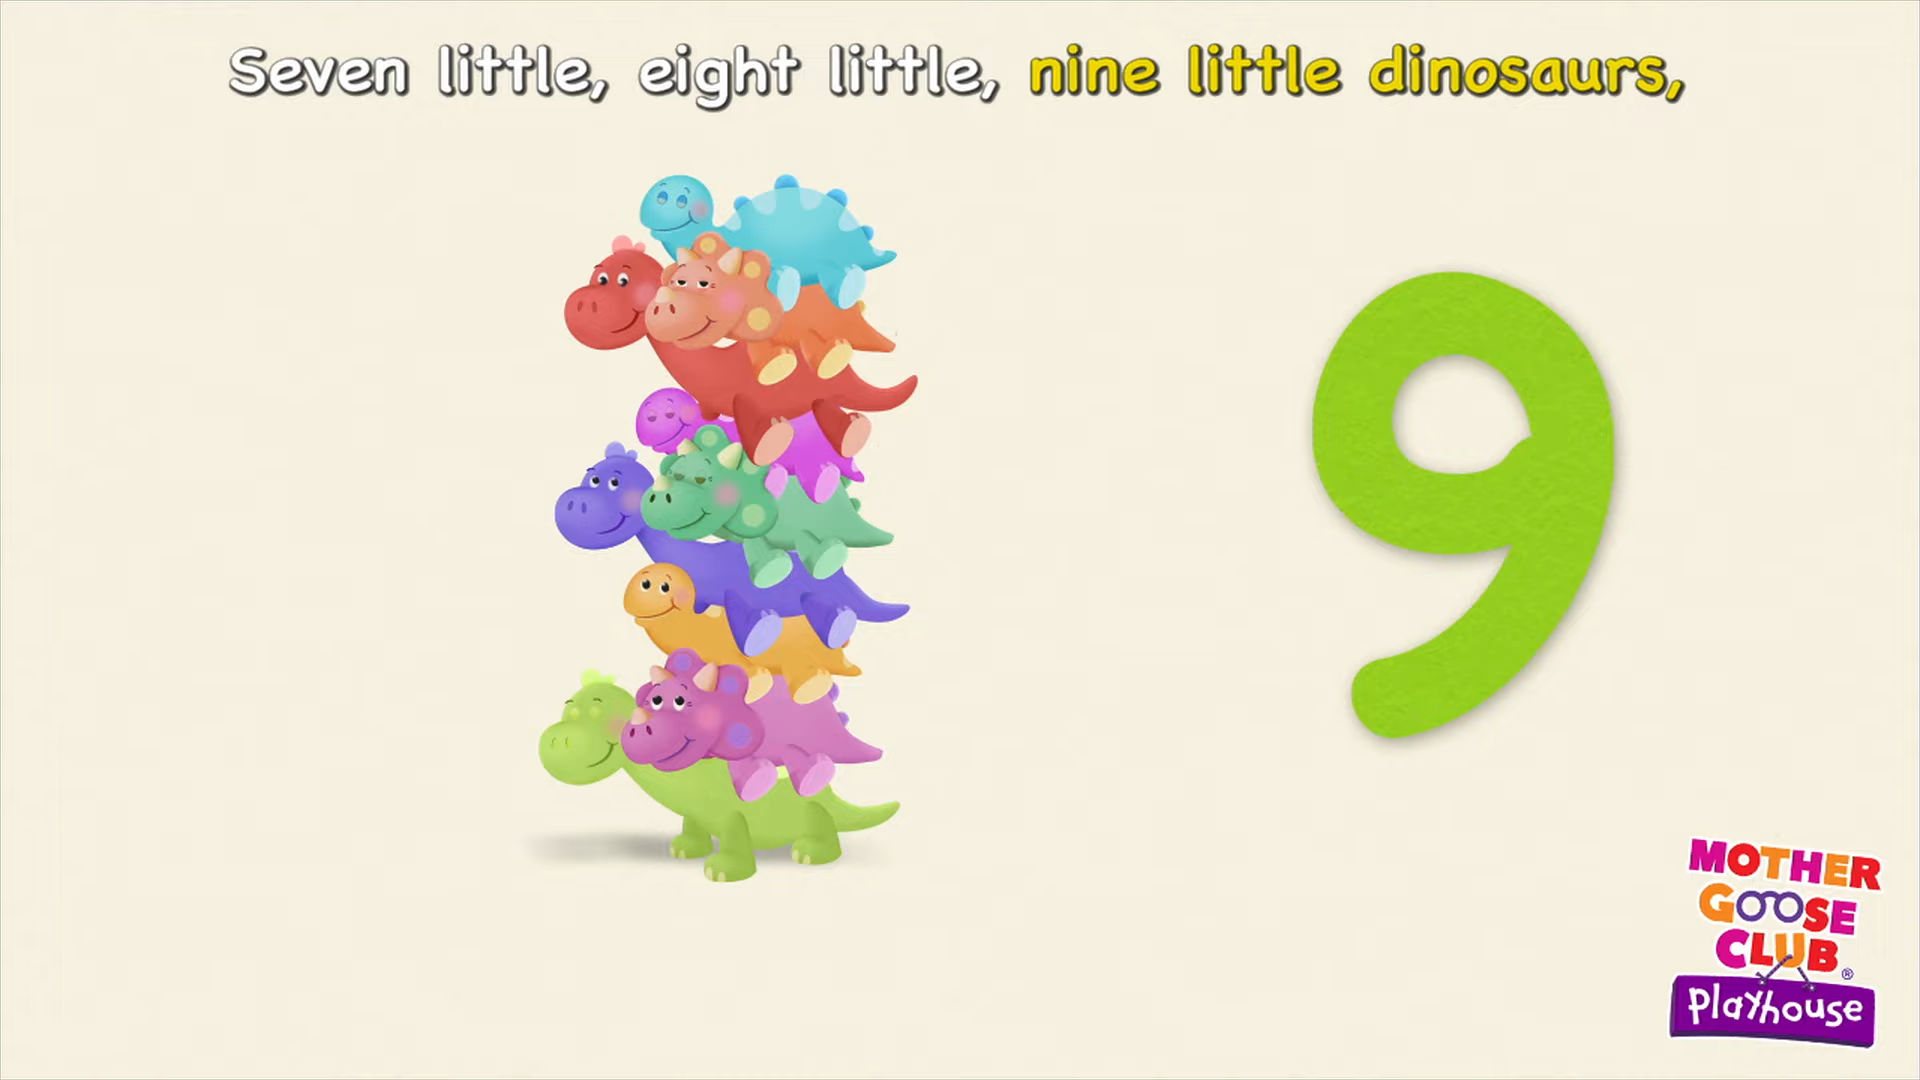 Seven little, eight little, nine little dinosaurs,
9
MOTHER
GOOSE
CLUB®
Playhouse